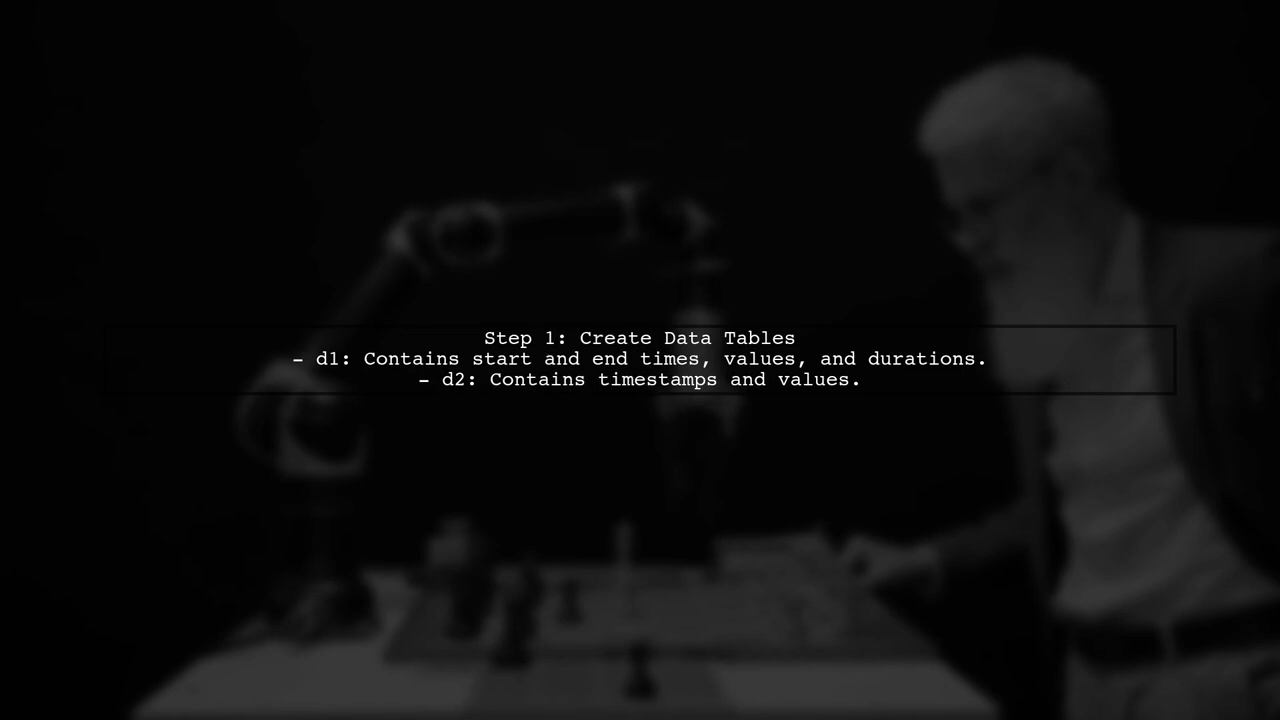 Step 1: Create Data Tables
- d1: Contains start and end times, values, and durations.
- d2: Contains timestamps and values.